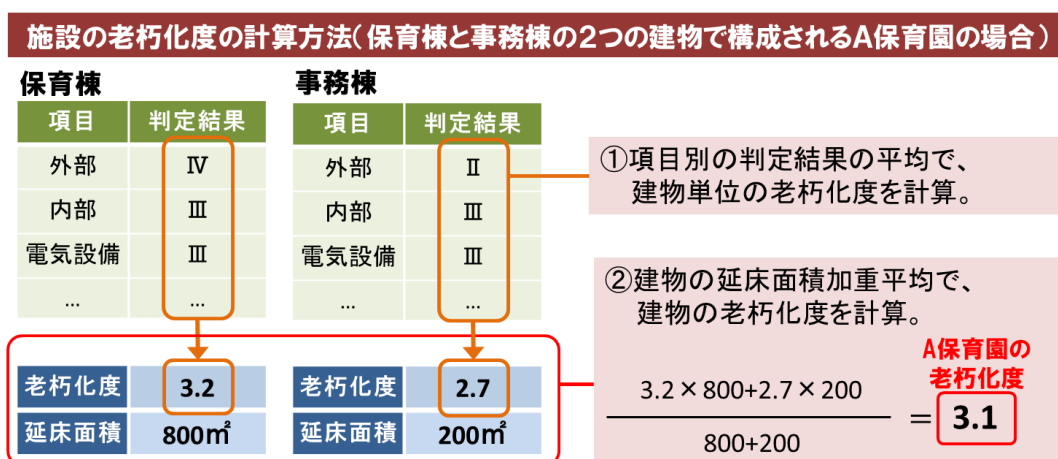 施設の老朽化度の計算方法(保育棟と事務棟の2つの建物で構成されるA保育園の場合)
保育棟
項目 判定結果
外部 Ⅳ
内部 Ⅲ
電気設備 Ⅲ
… …
老朽化度 3.2
延床面積 800㎡
事務棟
項目 判定結果
外部 Ⅱ
内部 Ⅲ
電気設備 Ⅲ
… …
老朽化度 2.7
延床面積 200㎡
①項目別の判定結果の平均で、
建物単位の老朽化度を計算。
②建物の延床面積加重平均で、
建物の老朽化度を計算。
A保育園の
老朽化度
3.2×800+2.7×200
800+200
= 3.1